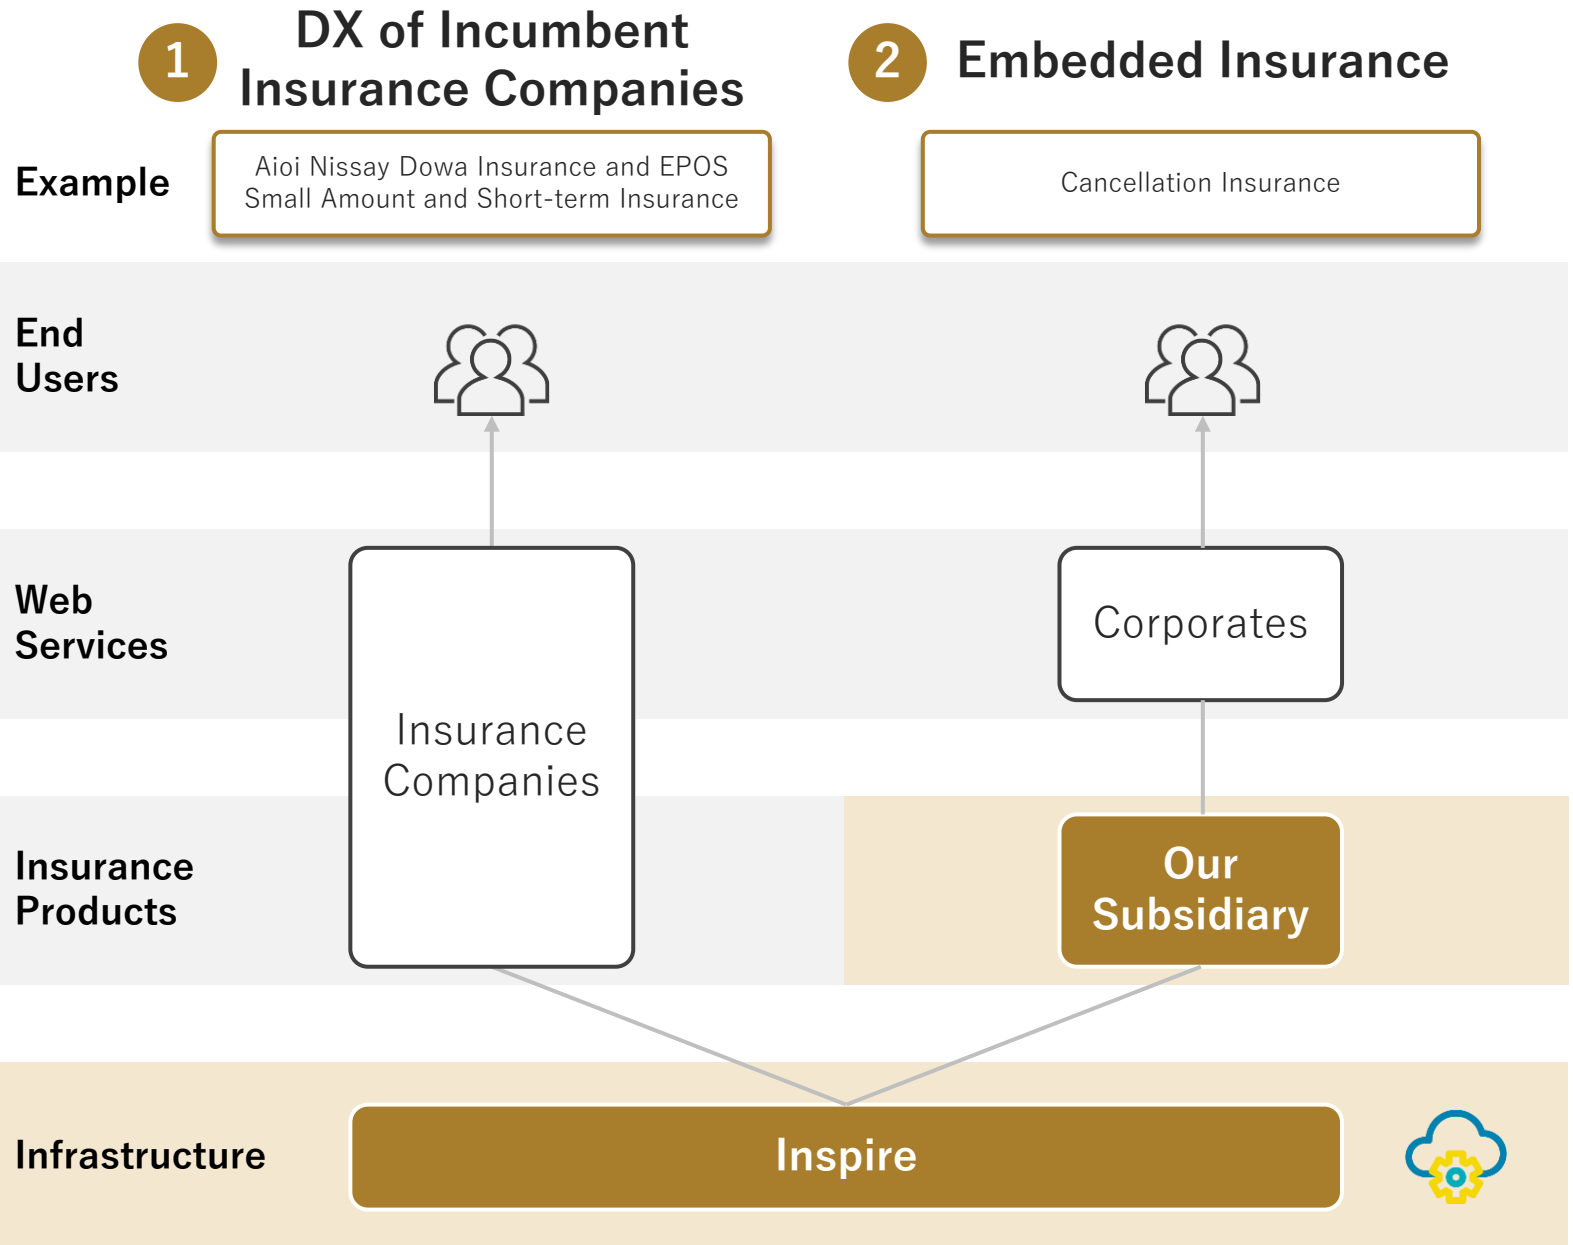 1
DX of Incumbent
Insurance Companies
2
Embedded Insurance
Example
Aioi Nissay Dowa Insurance and EPOS
Small Amount and Short-term Insurance
Cancellation Insurance
End
Users
Web
Services
Corporates
Insurance
Companies
Insurance
Products
Our
Subsidiary
Infrastructure
Inspire